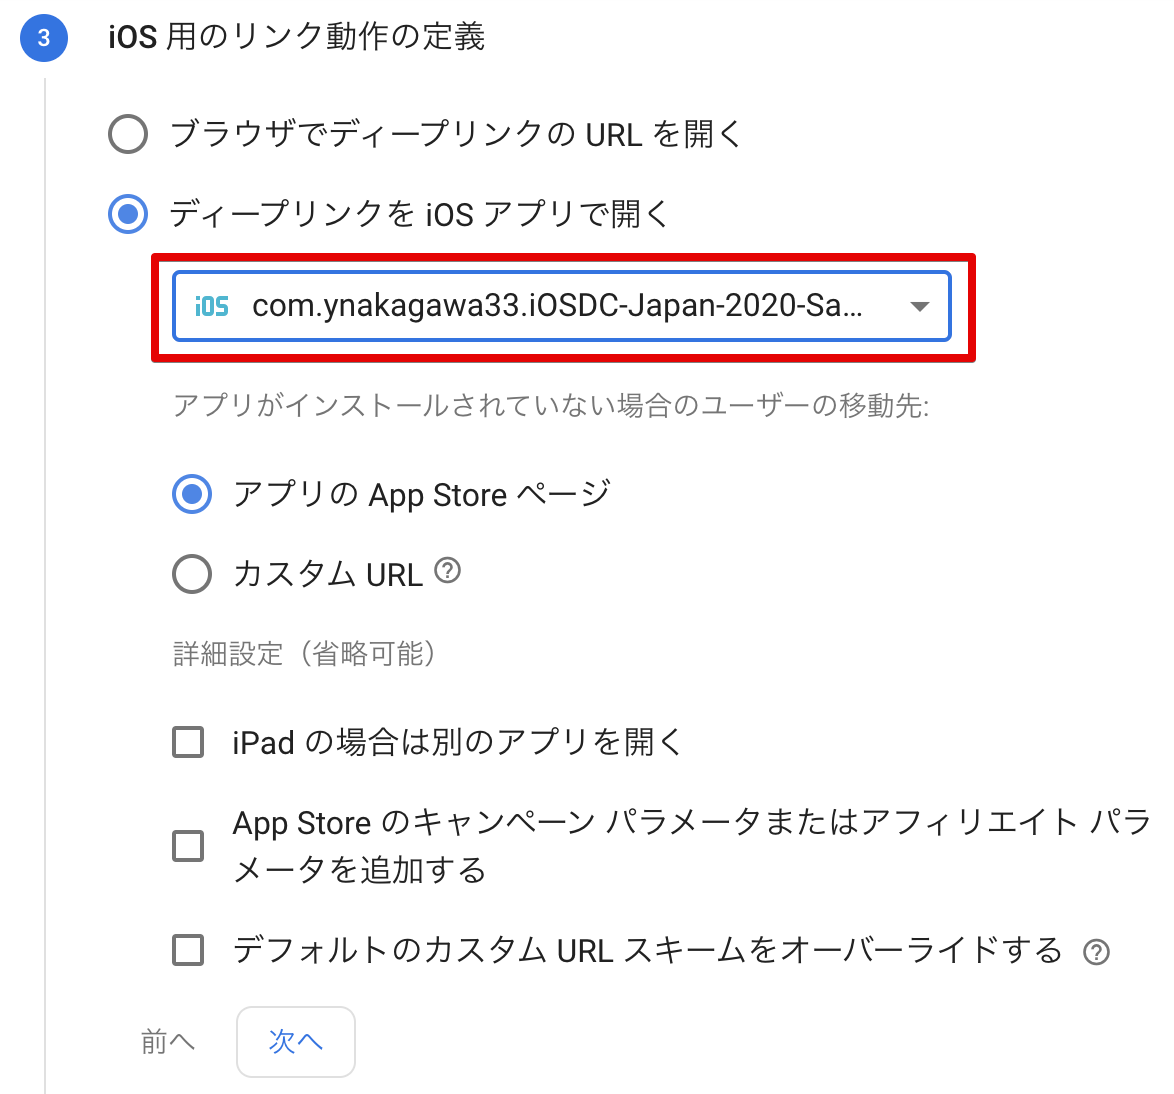 3 iOS 用のリンク動作の定義
ブラウザでディープリンクの URL を開く
ディープリンクを iOS アプリで開く
iOS com.ynakagawa33.iOSDC-Japan-2020-Sa...
アプリがインストールされていない場合のユーザーの移動先:
アプリの App Store ページ
カスタム URL ?
詳細設定（省略可能）
iPad の場合は別のアプリを開く
App Store のキャンペーン パラメータまたはアフィリエイト パラ
メータを追加する
デフォルトのカスタム URL スキームをオーバーライドする ?
前へ 次へ